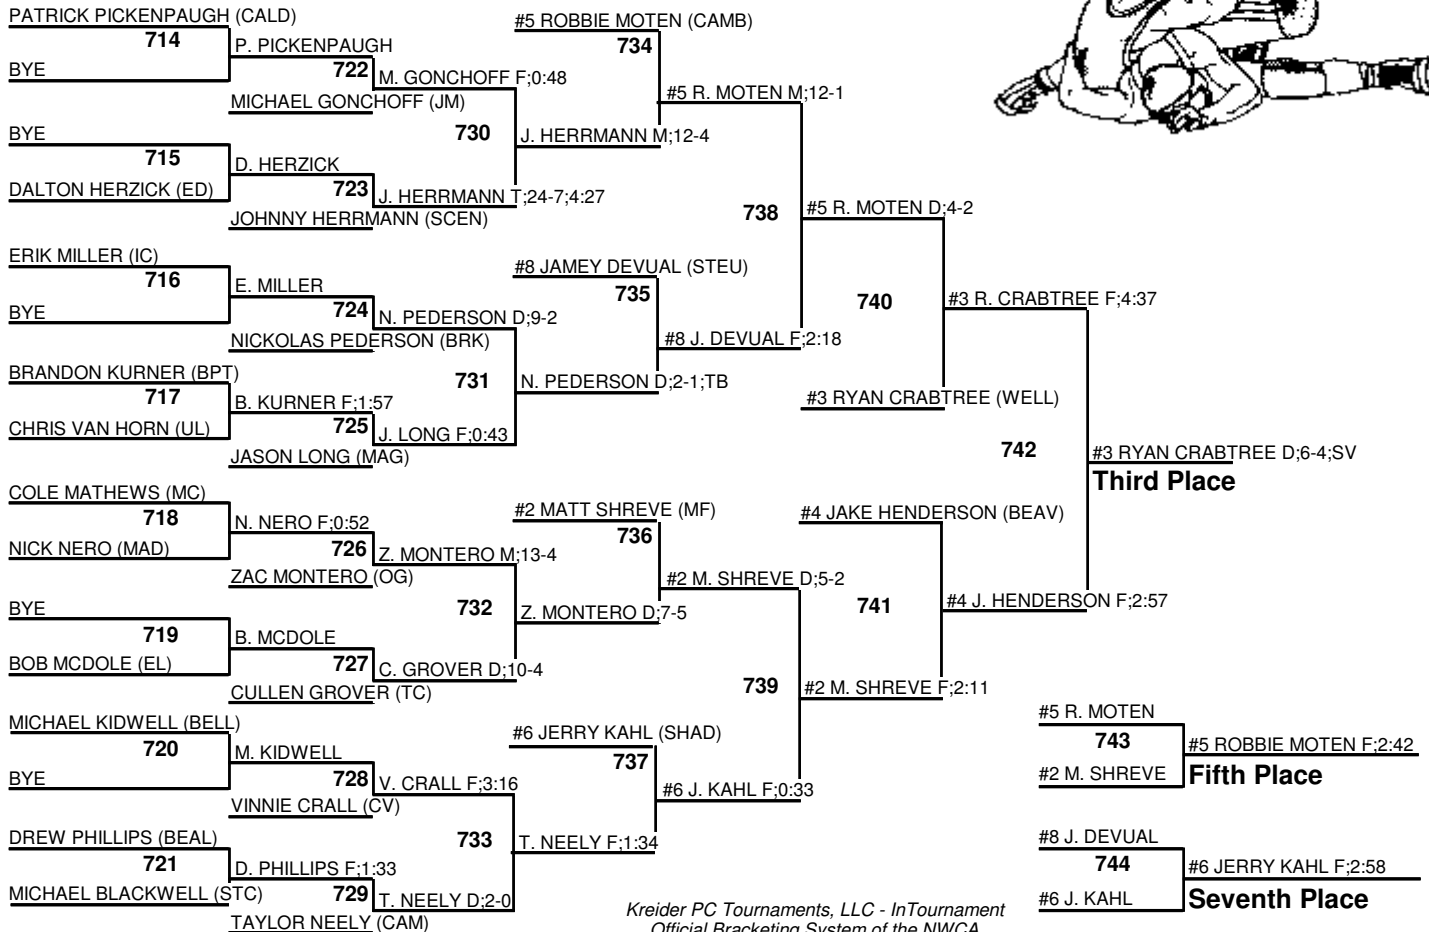 PATRICK PICKENPAUGH (CALD)
714
BYE
P. PICKENPAUGH
722
MICHAEL GONCHOFF (JM)
M. GONCHOFF F;0:48
730
BYE
715
DALTON HERZICK (ED)
D. HERZICK
723
JOHNNY HERRMANN (SCEN)
J. HERRMANN T;24-7;4:27
J. HERRMANN M;12-4
#5 ROBBIE MOTEN (CAMB)
734
#5 R. MOTEN M;12-1
738
ERIK MILLER (IC)
716
BYE
E. MILLER
724
NICKOLAS PEDERSON (BRK)
N. PEDERSON D;9-2
731
BRANDON KURNER (BPT)
717
CHRIS VAN HORN (UL)
B. KURNER F;1:57
725
JASON LONG (MAG)
J. LONG F;0:43
N. PEDERSON D;2-1;TB
#8 JAMEY DEVUAL (STEU)
735
#8 J. DEVUAL F;2:18
#5 R. MOTEN D;4-2
740
#3 RYAN CRABTREE (WELL)
#3 R. CRABTREE F;4:37
742
#3 RYAN CRABTREE D;6-4;SV
Third Place
COLE MATHEWS (MC)
718
NICK NERO (MAD)
N. NERO F;0:52
726
ZAC MONTERO (OG)
Z. MONTERO M;13-4
732
BYE
719
BOB MCDOLE (EL)
B. MCDOLE
727
CULLEN GROVER (TC)
C. GROVER D;10-4
Z. MONTERO D;7-5
#2 MATT SHREVE (MF)
736
#2 M. SHREVE D;5-2
739
MICHAEL KIDWELL (BELL)
720
BYE
M. KIDWELL
728
VINNIE CRALL (CV)
V. CRALL F;3:16
733
DREW PHILLIPS (BEAL)
721
MICHAEL BLACKWELL (STC)
D. PHILLIPS F;1:33
729
TAYLOR NEELY (CAM)
T. NEELY D;2-0
T. NEELY F;1:34
#6 JERRY KAHL (SHAD)
737
#6 J. KAHL F;0:33
#2 M. SHREVE F;2:11
741
#4 JAKE HENDERSON (BEAV)
#4 J. HENDERSON F;2:57
#5 R. MOTEN
743
#2 M. SHREVE
#5 ROBBIE MOTEN F;2:42
Fifth Place
#8 J. DEVUAL
744
#6 J. KAHL
#6 JERRY KAHL F;2:58
Seventh Place
Kreider PC Tournaments, LLC - InTournament
Official Bracketing System of the NWCA